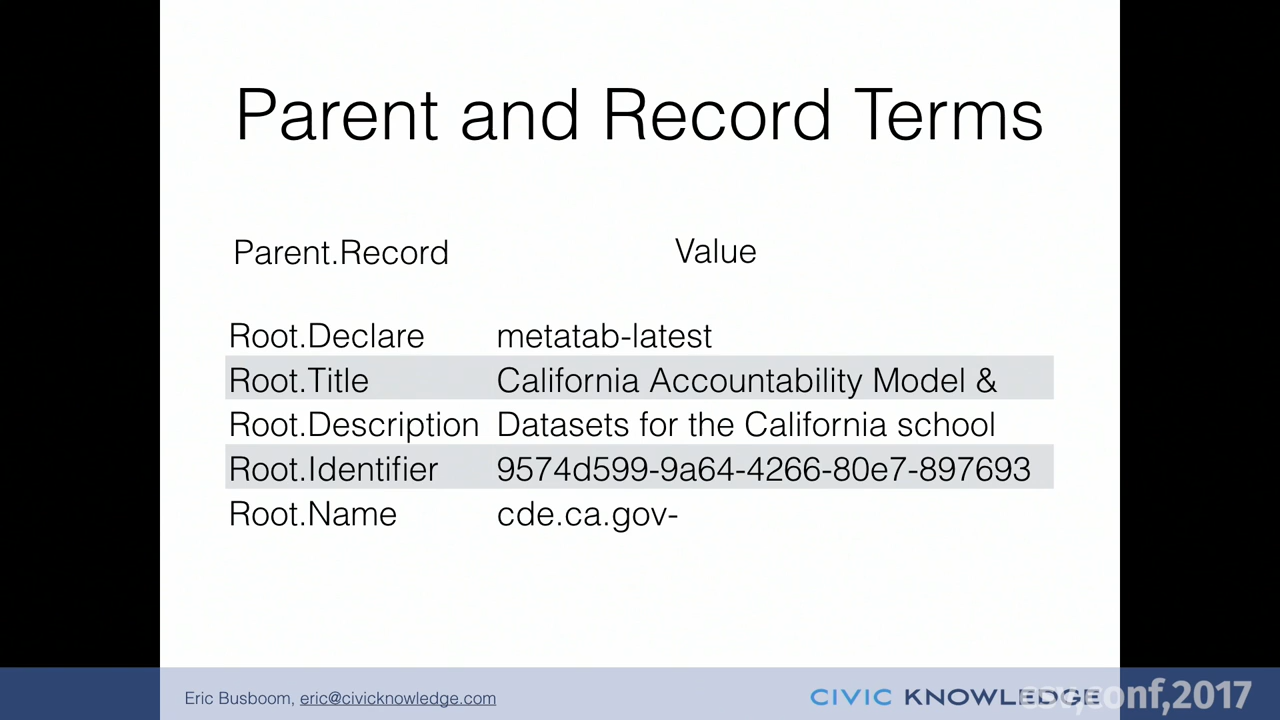 Parent and Record Terms
Parent.Record Value
Root.Declare metatab-latest
Root.Title California Accountability Model &
Root.Description Datasets for the California school
Root.Identifier 9574d599-9a64-4266-80e7-897693
Root.Name cde.ca.gov-
Eric Busboom, eric@civicknowledge.com CIVIC KNOWLEDGE csv,conf,2017